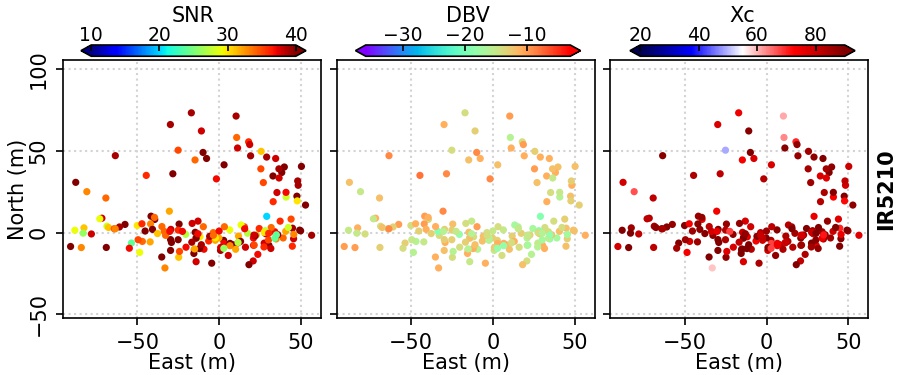 SNR DBV Xc
10 20 30 40 −30 −20 −10 20 40 60 80
100
50
0
−50
North (m)
−50 0 50 −50 0 50 −50 0 50
East (m) East (m) East (m)
IR5210